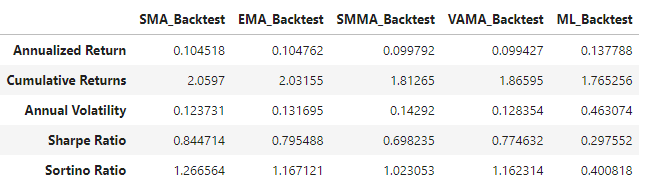 SMA_Backtest EMA_Backtest SMMA_Backtest VAMA_Backtest ML_Backtest
Annualized Return 0.104518 0.104762 0.099792 0.099427 0.137788
Cumulative Returns 2.0597 2.03155 1.81265 1.86595 1.765256
Annual Volatility 0.123731 0.131695 0.14292 0.128354 0.463074
Sharpe Ratio 0.844714 0.795488 0.698235 0.774632 0.297552
Sortino Ratio 1.266564 1.167121 1.023053 1.162314 0.400818